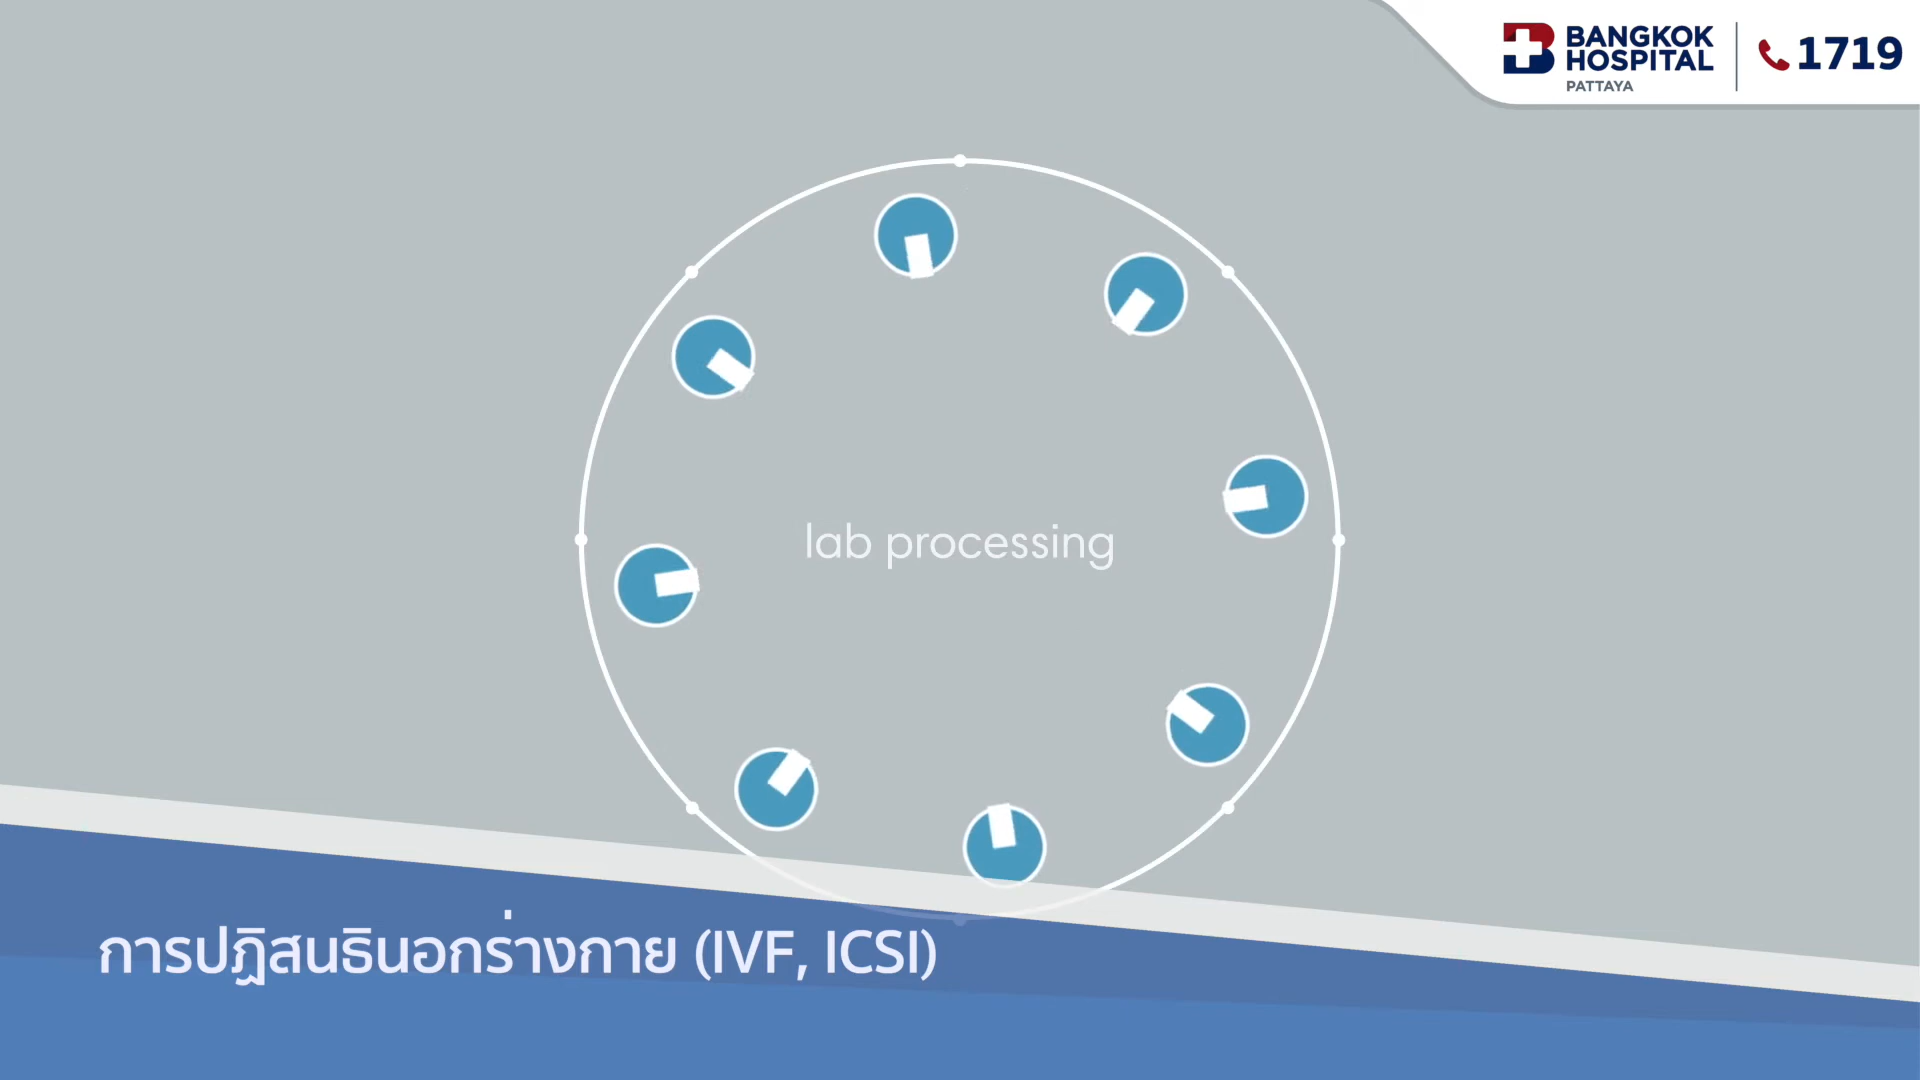 BANGKOK
HOSPITAL
PATTAYA
1719
lab processing
การปฏิสนธินอกร่างกาย (IVF, ICSI)